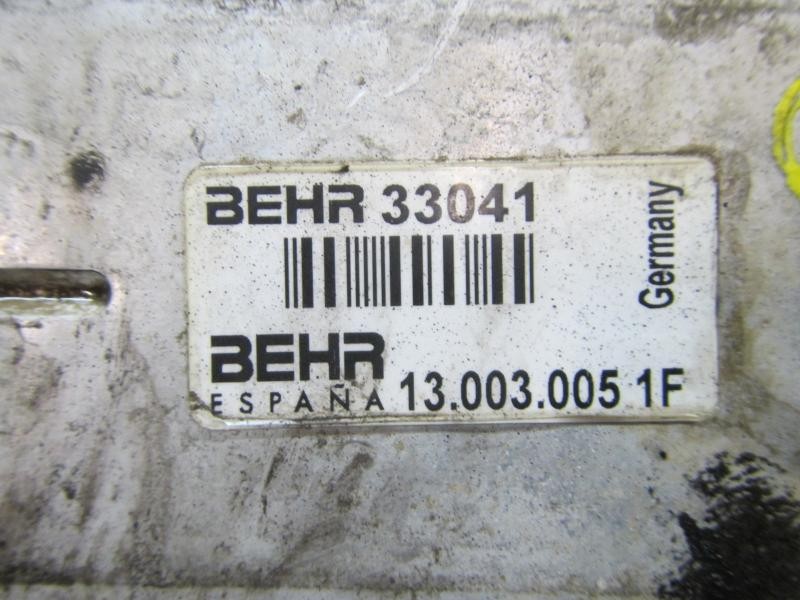 BEHR 33041
Germany
BEHR
ESPAÑA 13.003.005 1F